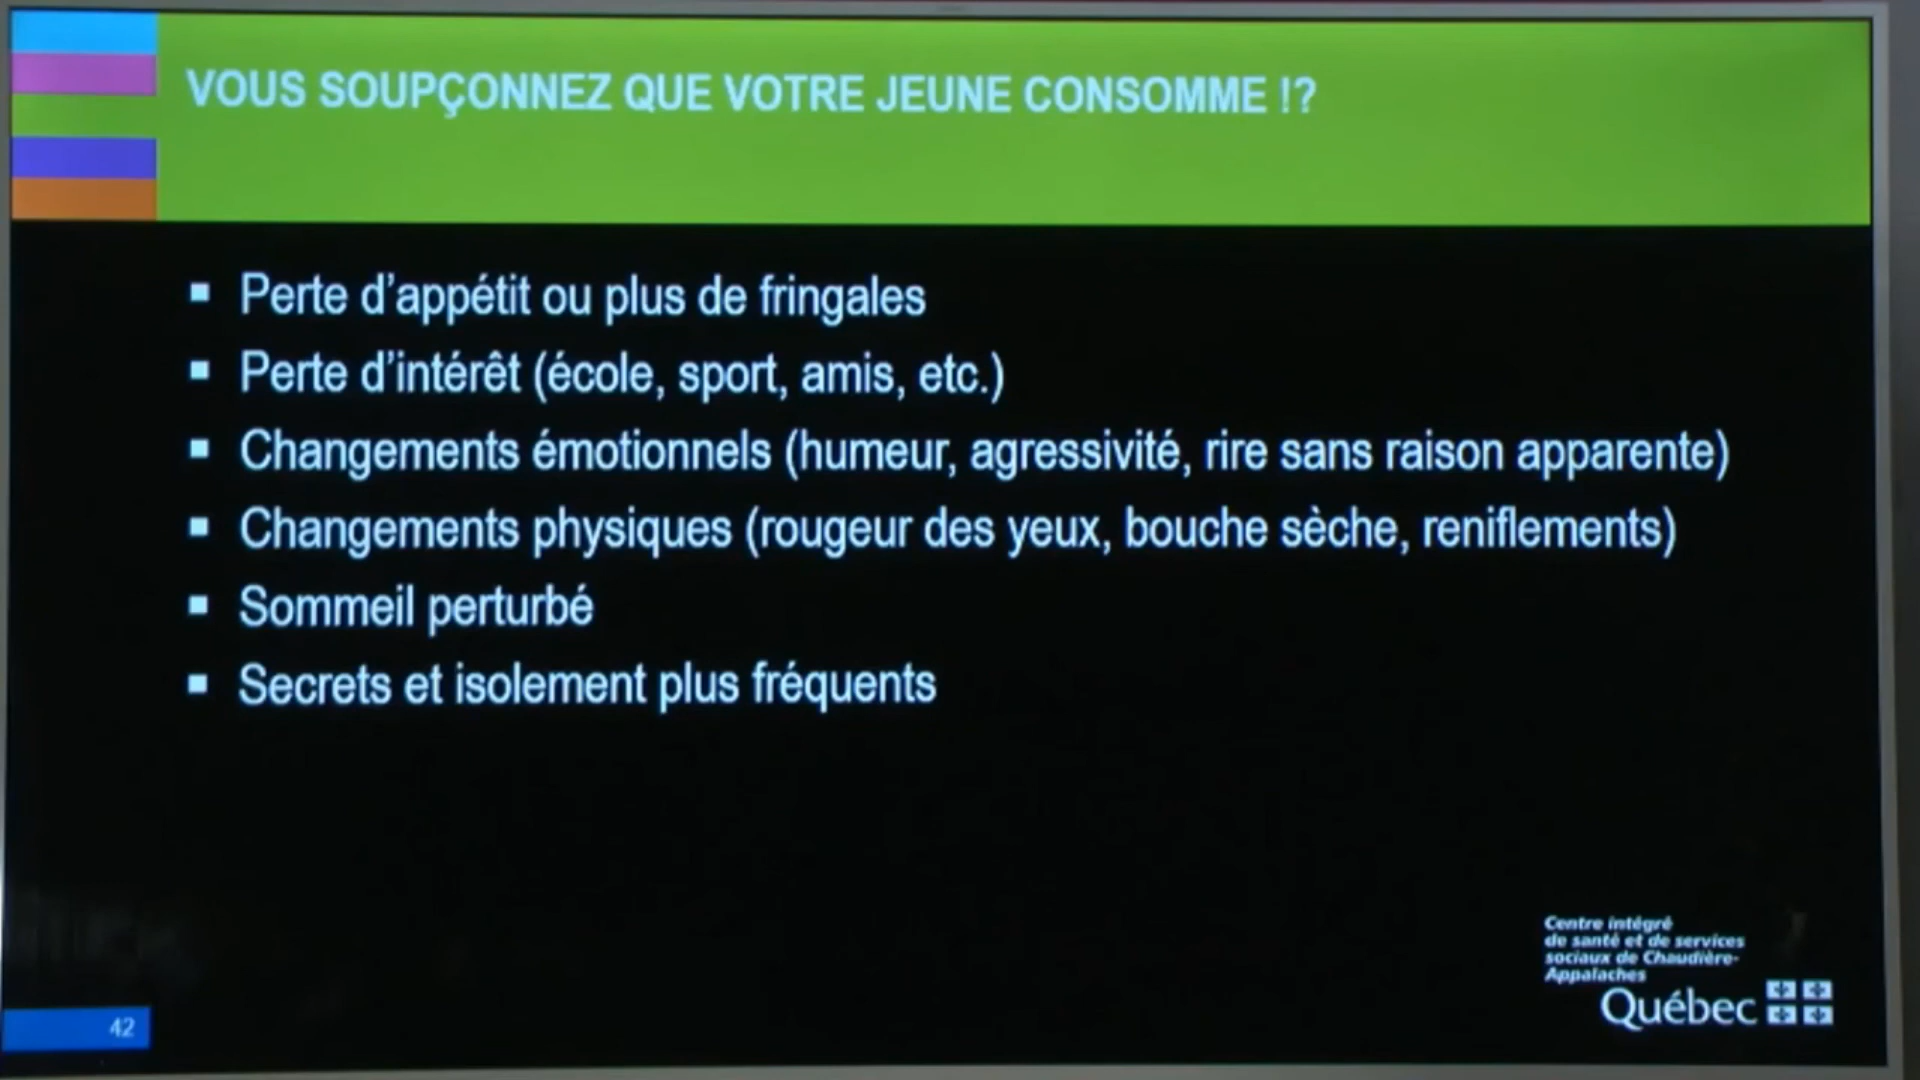 VOUS SOUPÇONNEZ QUE VOTRE JEUNE CONSOMME !?
▪ Perte d'appétit ou plus de fringales
▪ Perte d'intérêt (école, sport, amis, etc.)
▪ Changements émotionnels (humeur, agressivité, rire sans raison apparente)
▪ Changements physiques (rougeur des yeux, bouche sèche, reniflements)
▪ Sommeil perturbé
▪ Secrets et isolement plus fréquents
Centre intégré
de santé et de services
sociaux de Chaudière-
Appalaches
Québec
42